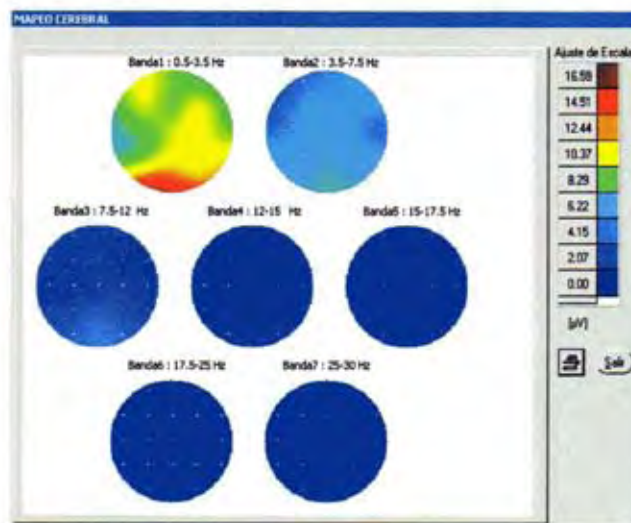 MAPEO CEREBRAL
Banda1 : 0.5-3.5 Hz
Banda2 : 3.5-7.5 Hz
Banda3 : 7.5-12 Hz
Banda4 : 12-15 Hz
Banda5 : 15-17.5 Hz
Banda6 : 17.5-25 Hz
Banda7 : 25-30 Hz
Ajuste de Escala
16.59
14.51
12.44
10.37
8.29
6.22
4.15
2.07
0.00
[µV]
Salir